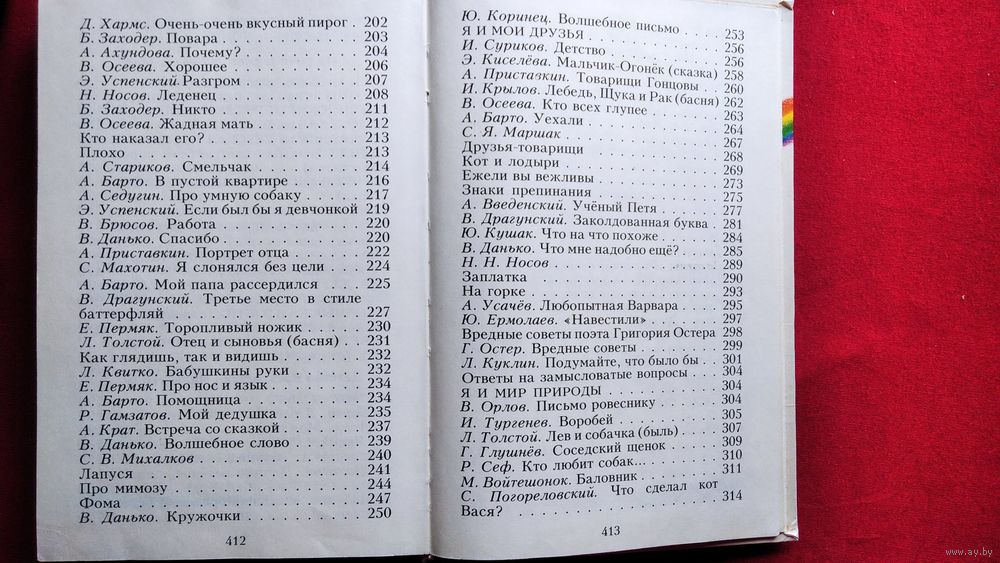 Д. Хармс. Очень-очень вкусный пирог . 202
Б. Заходер. Повара . . . . . . . . . . . . 203
А. Ахундова. Почему? . . . . . . . . . . 204
В. Осеева. Хорошее . . . . . . . . . . . . 206
Э. Успенский. Разгром . . . . . . . . . . 207
Н. Носов. Леденец . . . . . . . . . . . . 208
Б. Заходер. Никто . . . . . . . . . . . . 211
В. Осеева. Жадная мать . . . . . . . . . 212
Кто наказал его? . . . . . . . . . . . . . 213
Плохо . . . . . . . . . . . . . . . . . . 213
А. Стариков. Смельчак . . . . . . . . . . 214
А. Барто. В пустой квартире . . . . . . . 216
А. Седугин. Про умную собаку . . . . . . 217
Э. Успенский. Если был бы я девчонкой 219
В. Брюсов. Работа . . . . . . . . . . . . 220
В. Данько. Спасибо . . . . . . . . . . . . 220
А. Приставкин. Портрет отца . . . . . . . 222
С. Махотин. Я слонялся без цели . . . . 224
А. Барто. Мой папа рассердился . . . . 225
В. Драгунский. Третье место в стиле
баттерфляй . . . . . . . . . . . . . . . . 227
Е. Пермяк. Торопливый ножик . . . . . . 230
Л. Толстой. Отец и сыновья (басня) . . 231
Как глядишь, так и видишь . . . . . . . . 232
Л. Квитко. Бабушкины руки . . . . . . . 232
Е. Пермяк. Про нос и язык . . . . . . . . 234
А. Барто. Помощница . . . . . . . . . . . 234
Р. Гамзатов. Мой дедушка . . . . . . . . 235
А. Крат. Встреча со сказкой . . . . . . . 237
В. Данько. Волшебное слово . . . . . . . 239
С. В. Михалков . . . . . . . . . . . . . . 240
Лапуся . . . . . . . . . . . . . . . . . . 241
Про мимозу . . . . . . . . . . . . . . . . 244
Фома . . . . . . . . . . . . . . . . . . . 247
В. Данько. Кружочки . . . . . . . . . . . 250
412
Ю. Коринец. Волшебное письмо . . . . 253
Я И МОИ ДРУЗЬЯ . . . . . . . . . . . . . 256
И. Суриков. Детство . . . . . . . . . . . 256
Э. Киселёва. Мальчик-Огонёк (сказка) 258
А. Приставкин. Товарищи Гонцовы . . 260
И. Крылов. Лебедь, Щука и Рак (басня) 262
В. Осеева. Кто всех глупее . . . . . . . 263
А. Барто. Уехали . . . . . . . . . . . . . 264
С. Я. Маршак . . . . . . . . . . . . . . . 267
Друзья-товарищи . . . . . . . . . . . . . 268
Кот и лодыри . . . . . . . . . . . . . . . 269
Ежели вы вежливы . . . . . . . . . . . . 273
Знаки препинания . . . . . . . . . . . . . 275
А. Введенский. Учёный Петя . . . . . . . 277
В. Драгунский. Заколдованная буква . 281
Ю. Кушак. Что на что похоже . . . . . . 284
В. Данько. Что мне надобно ещё? . . . . 285
Н. Н. Носов . . . . . . . . . . . . . . . 289
Заплатка . . . . . . . . . . . . . . . . . 290
На горке . . . . . . . . . . . . . . . . . 293
А. Усачёв. Любопытная Варвара . . . . 295
Ю. Ермолаев. «Навестили» . . . . . . . . 297
Вредные советы поэта Григория Остера 298
Г. Остер. Вредные советы . . . . . . . . 299
Л. Куклин. Подумайте, что было бы . . 301
Ответы на замысловатые вопросы . . . . 304
Я И МИР ПРИРОДЫ . . . . . . . . . . . . 304
В. Орлов. Письмо ровеснику . . . . . . . 304
И. Тургенев. Воробей . . . . . . . . . . . 305
Л. Толстой. Лев и собачка (быль) . . . . 307
Г. Глушнёв. Соседский щенок . . . . . . 309
Р. Сеф. Кто любит собак... . . . . . . . . 310
М. Войтешонок. Баловник . . . . . . . . 311
С. Погореловский. Что сделал кот
Вася? . . . . . . . . . . . . . . . . . . . 314
413
www.ay.by